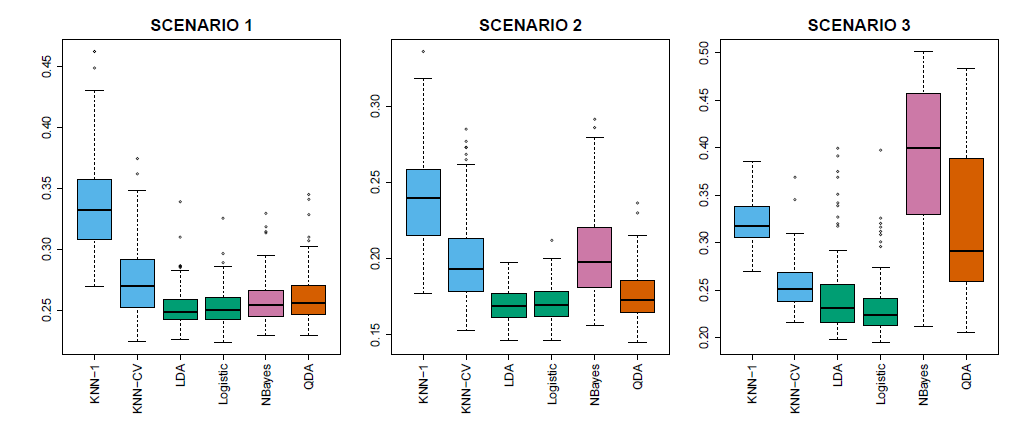 SCENARIO 1
0.45
0.40
0.35
0.30
0.25
KNN−1
KNN−CV
LDA
Logistic
NBayes
QDA
SCENARIO 2
0.30
0.25
0.20
0.15
KNN−1
KNN−CV
LDA
Logistic
NBayes
QDA
SCENARIO 3
0.50
0.45
0.40
0.35
0.30
0.25
0.20
KNN−1
KNN−CV
LDA
Logistic
NBayes
QDA